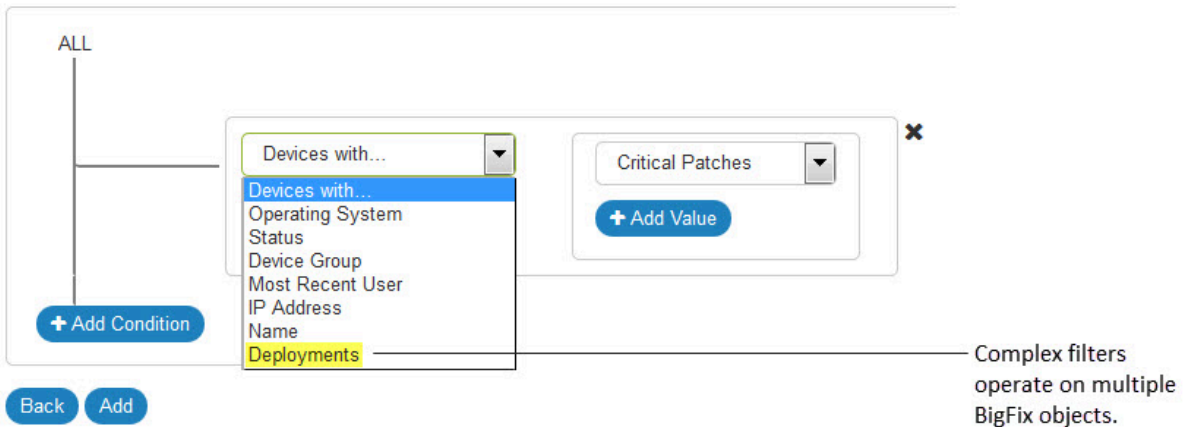 ALL
Devices with...
Critical Patches
Devices with...
Operating System
+ Add Value
Status
Device Group
Most Recent User
IP Address
+ Add Condition
Name
Deployments
Complex filters
operate on multiple
BigFix objects.
Back
Add